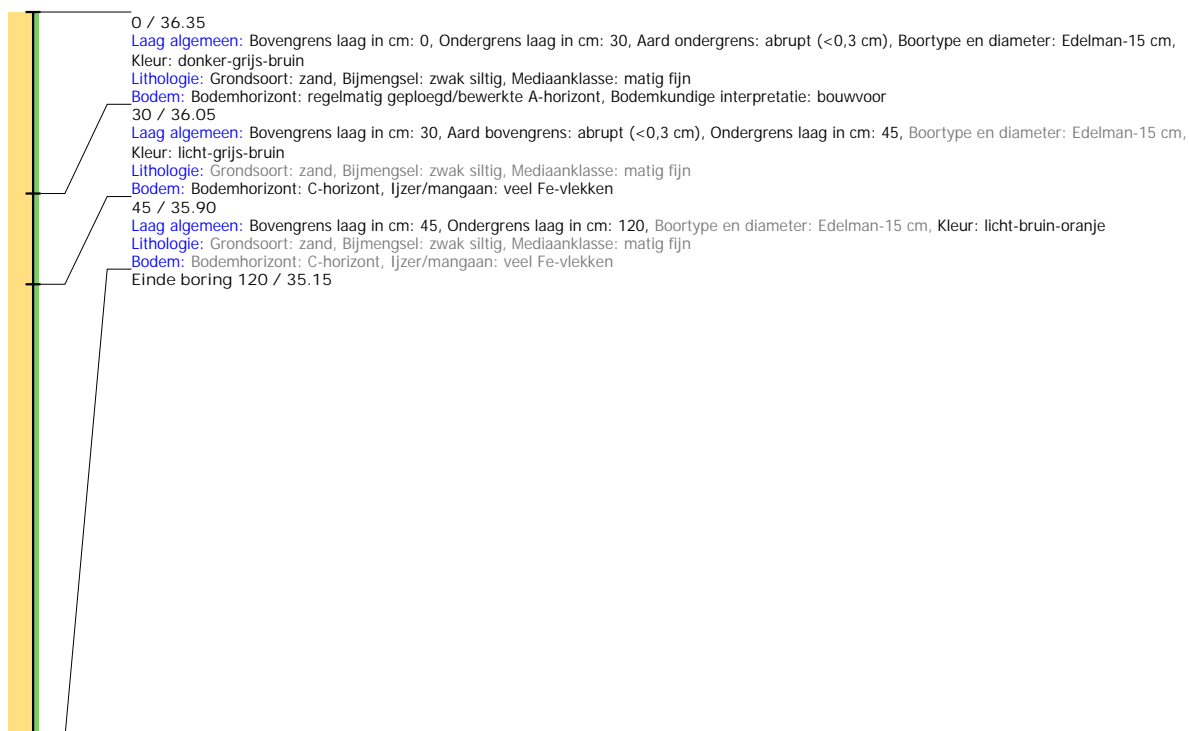 0 / 36.35
Laag algemeen: Bovengrens laag in cm: 0, Ondergrens laag in cm: 30, Aard ondergrens: abrupt (<0,3 cm), Boortype en diameter: Edelman-15 cm,
Kleur: donker-grijs-bruin
Lithologie: Grondsoort: zand, Bijmengsel: zwak siltig, Mediaanklasse: matig fijn
Bodem: Bodemhorizont: regelmatig geploegd/bewerkte A-horizont, Bodemkundige interpretatie: bouwvoor
30 / 36.05
Laag algemeen: Bovengrens laag in cm: 30, Aard bovengrens: abrupt (<0,3 cm), Ondergrens laag in cm: 45, Boortype en diameter: Edelman-15 cm,
Kleur: licht-grijs-bruin
Lithologie: Grondsoort: zand, Bijmengsel: zwak siltig, Mediaanklasse: matig fijn
Bodem: Bodemhorizont: C-horizont, Ijzer/mangaan: veel Fe-vlekken
45 / 35.90
Laag algemeen: Bovengrens laag in cm: 45, Ondergrens laag in cm: 120, Boortype en diameter: Edelman-15 cm, Kleur: licht-bruin-oranje
Lithologie: Grondsoort: zand, Bijmengsel: zwak siltig, Mediaanklasse: matig fijn
Bodem: Bodemhorizont: C-horizont, Ijzer/mangaan: veel Fe-vlekken
Einde boring 120 / 35.15